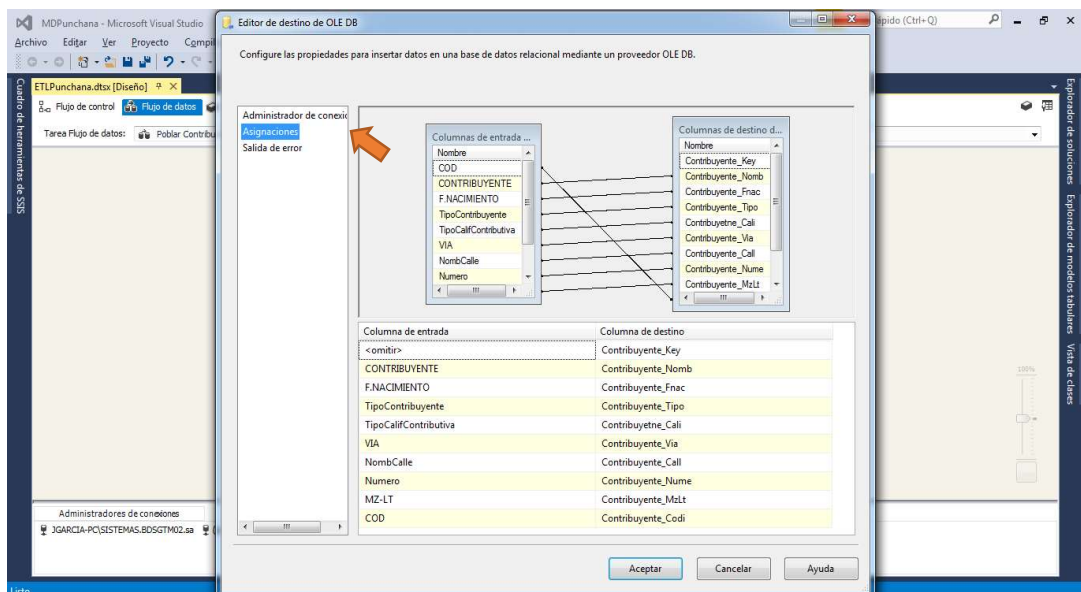 MDPunchana - Microsoft Visual Studio
ápido (Ctrl+Q)
Archivo Editar Ver Proyecto Compil
ETLPunchana.dtsx [Diseño]
Flujo de control Flujo de datos
Tarea Flujo de datos: Poblar Contribu
Cuadro de herramientas de SSIS
Editor de destino de OLE DB
Configure las propiedades para insertar datos en una base de datos relacional mediante un proveedor OLE DB.
Administrador de conexió
Asignaciones
Salida de error
Columnas de entrada ...
Nombre
COD
CONTRIBUYENTE
F.NACIMIENTO
TipoContribuyente
TipoCalifContributiva
VIA
NombCalle
Numero
Columnas de destino d...
Nombre
Contribuyente_Key
Contribuyente_Nomb
Contribuyente_Fnac
Contribuyente_Tipo
Contribuyetne_Cali
Contribuyente_Via
Contribuyente_Call
Contribuyente_Nume
Contribuyente_MzLt
Columna de entrada Columna de destino
<omitir> Contribuyente_Key
CONTRIBUYENTE Contribuyente_Nomb
F.NACIMIENTO Contribuyente_Fnac
TipoContribuyente Contribuyente_Tipo
TipoCalifContributiva Contribuyetne_Cali
VIA Contribuyente_Via
NombCalle Contribuyente_Call
Numero Contribuyente_Nume
MZ-LT Contribuyente_MzLt
COD Contribuyente_Codi
Aceptar Cancelar Ayuda
Explorador de soluciones
Explorador de modelos tabulares
Vista de clases
100%
Administradores de conexiones
JGARCIA-PC\SISTEMAS.BDSGTM02.sa
Listo